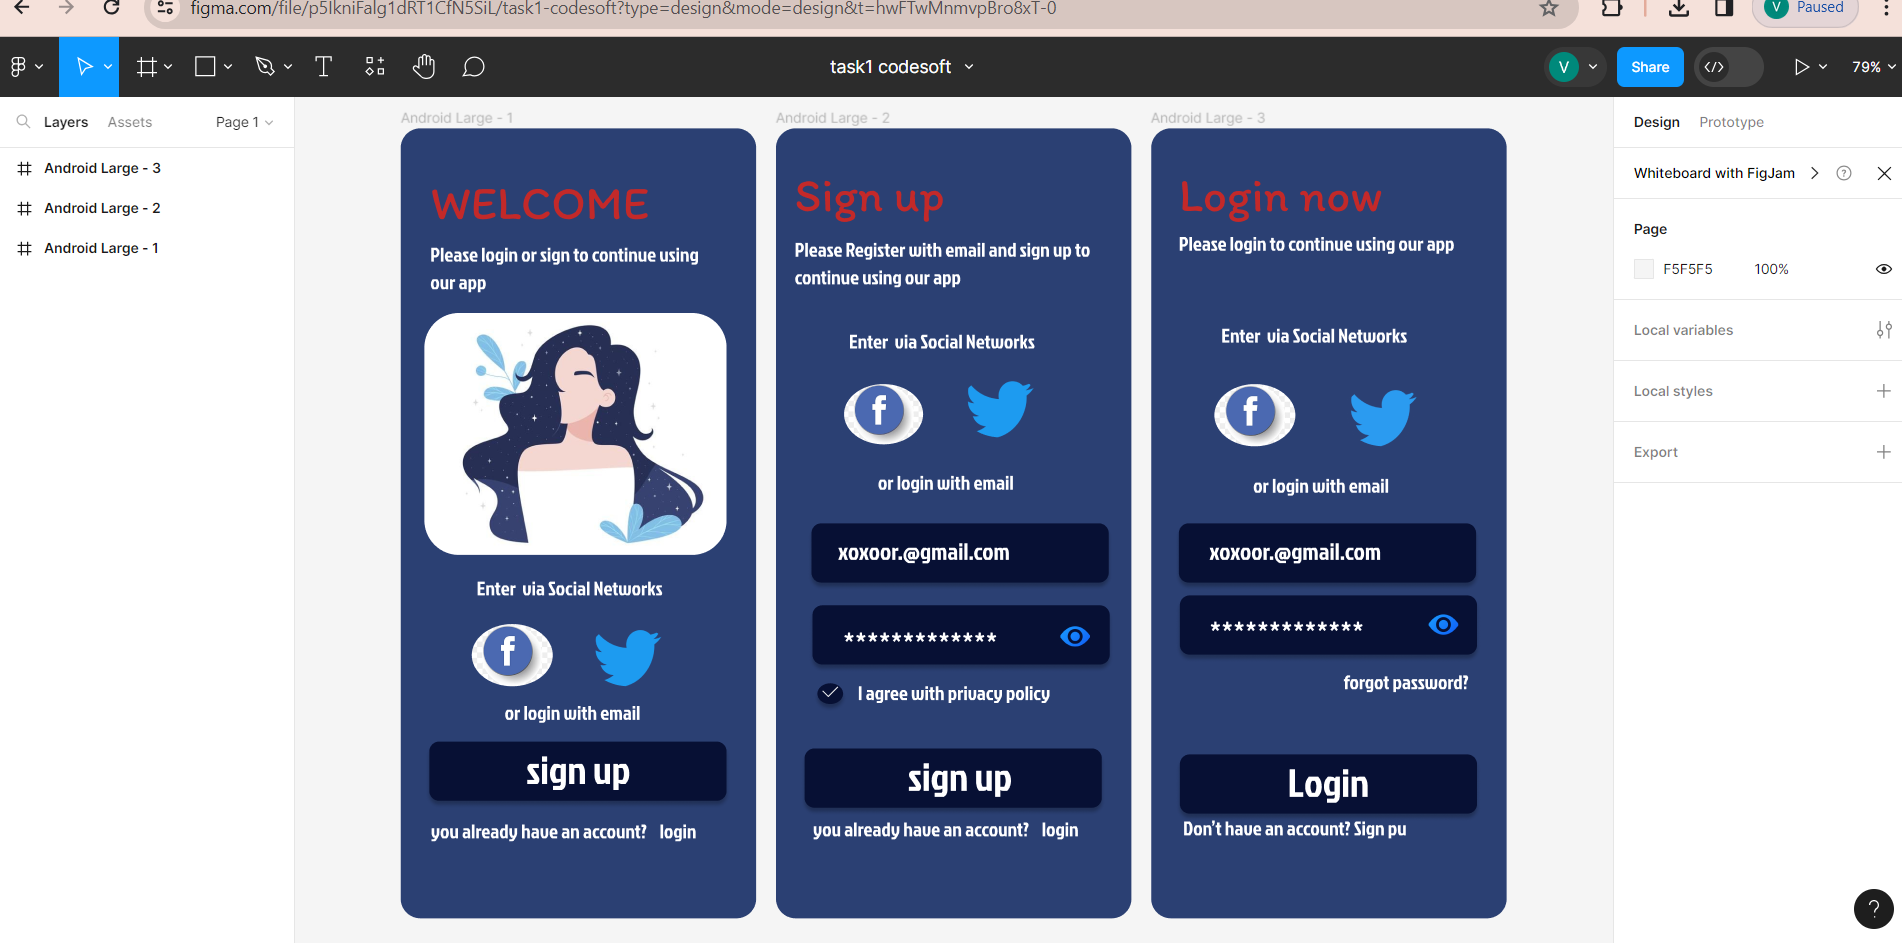 figma.com/file/p5IkniFalg1dRT1CfN5SiL/task1-codesoft?type=design&mode=design&t=hwFTwMnmvpBro8xT-0
V Paused
task1 codesoft
V
Share
79%
Layers Assets Page 1
Android Large - 3
Android Large - 2
Android Large - 1
Android Large - 1
WELCOME
Please login or sign to continue using
our app
Enter via Social Networks
f
or login with email
sign up
you already have an account? login
Android Large - 2
Sign up
Please Register with email and sign up to
continue using our app
Enter via Social Networks
f
or login with email
xoxoor.@gmail.com
*************
I agree with privacy policy
sign up
you already have an account? login
Android Large - 3
Login now
Please login to continue using our app
Enter via Social Networks
f
or login with email
xoxoor.@gmail.com
*************
forgot password?
Login
Don't have an account? Sign pu
Design Prototype
Whiteboard with FigJam
Page
F5F5F5 100%
Local variables
Local styles
Export
?